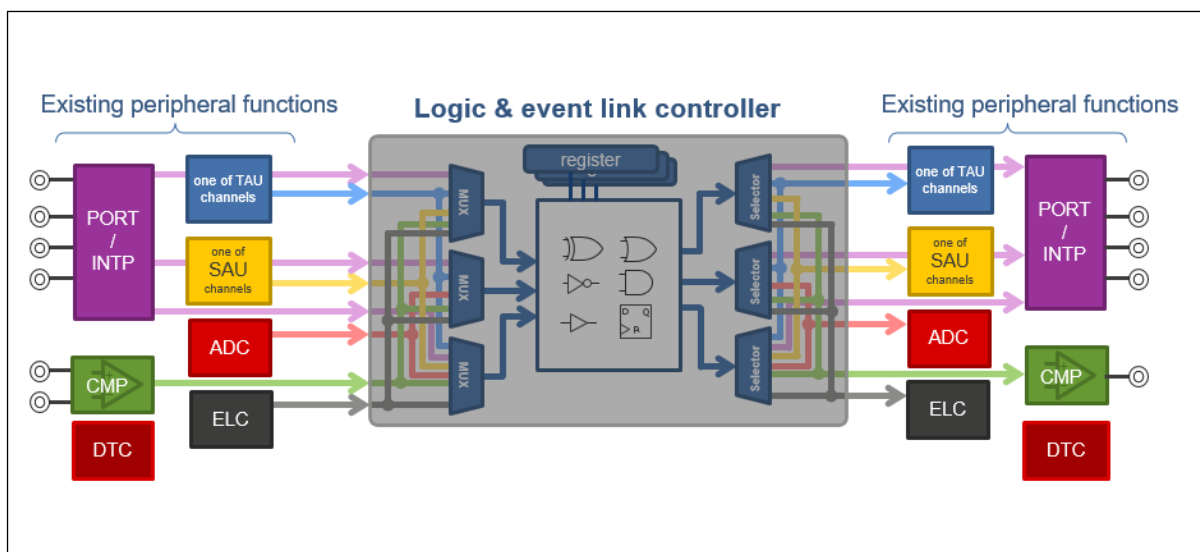 Existing peripheral functions
Logic & event link controller
Existing peripheral functions
PORT
/
INTP
one of TAU
channels
one of
SAU
channels
ADC
CMP
ELC
DTC
register
MUX
MUX
MUX
D Q
R
Selector
Selector
Selector
one of TAU
channels
one of
SAU
channels
ADC
ELC
PORT
/
INTP
CMP
DTC